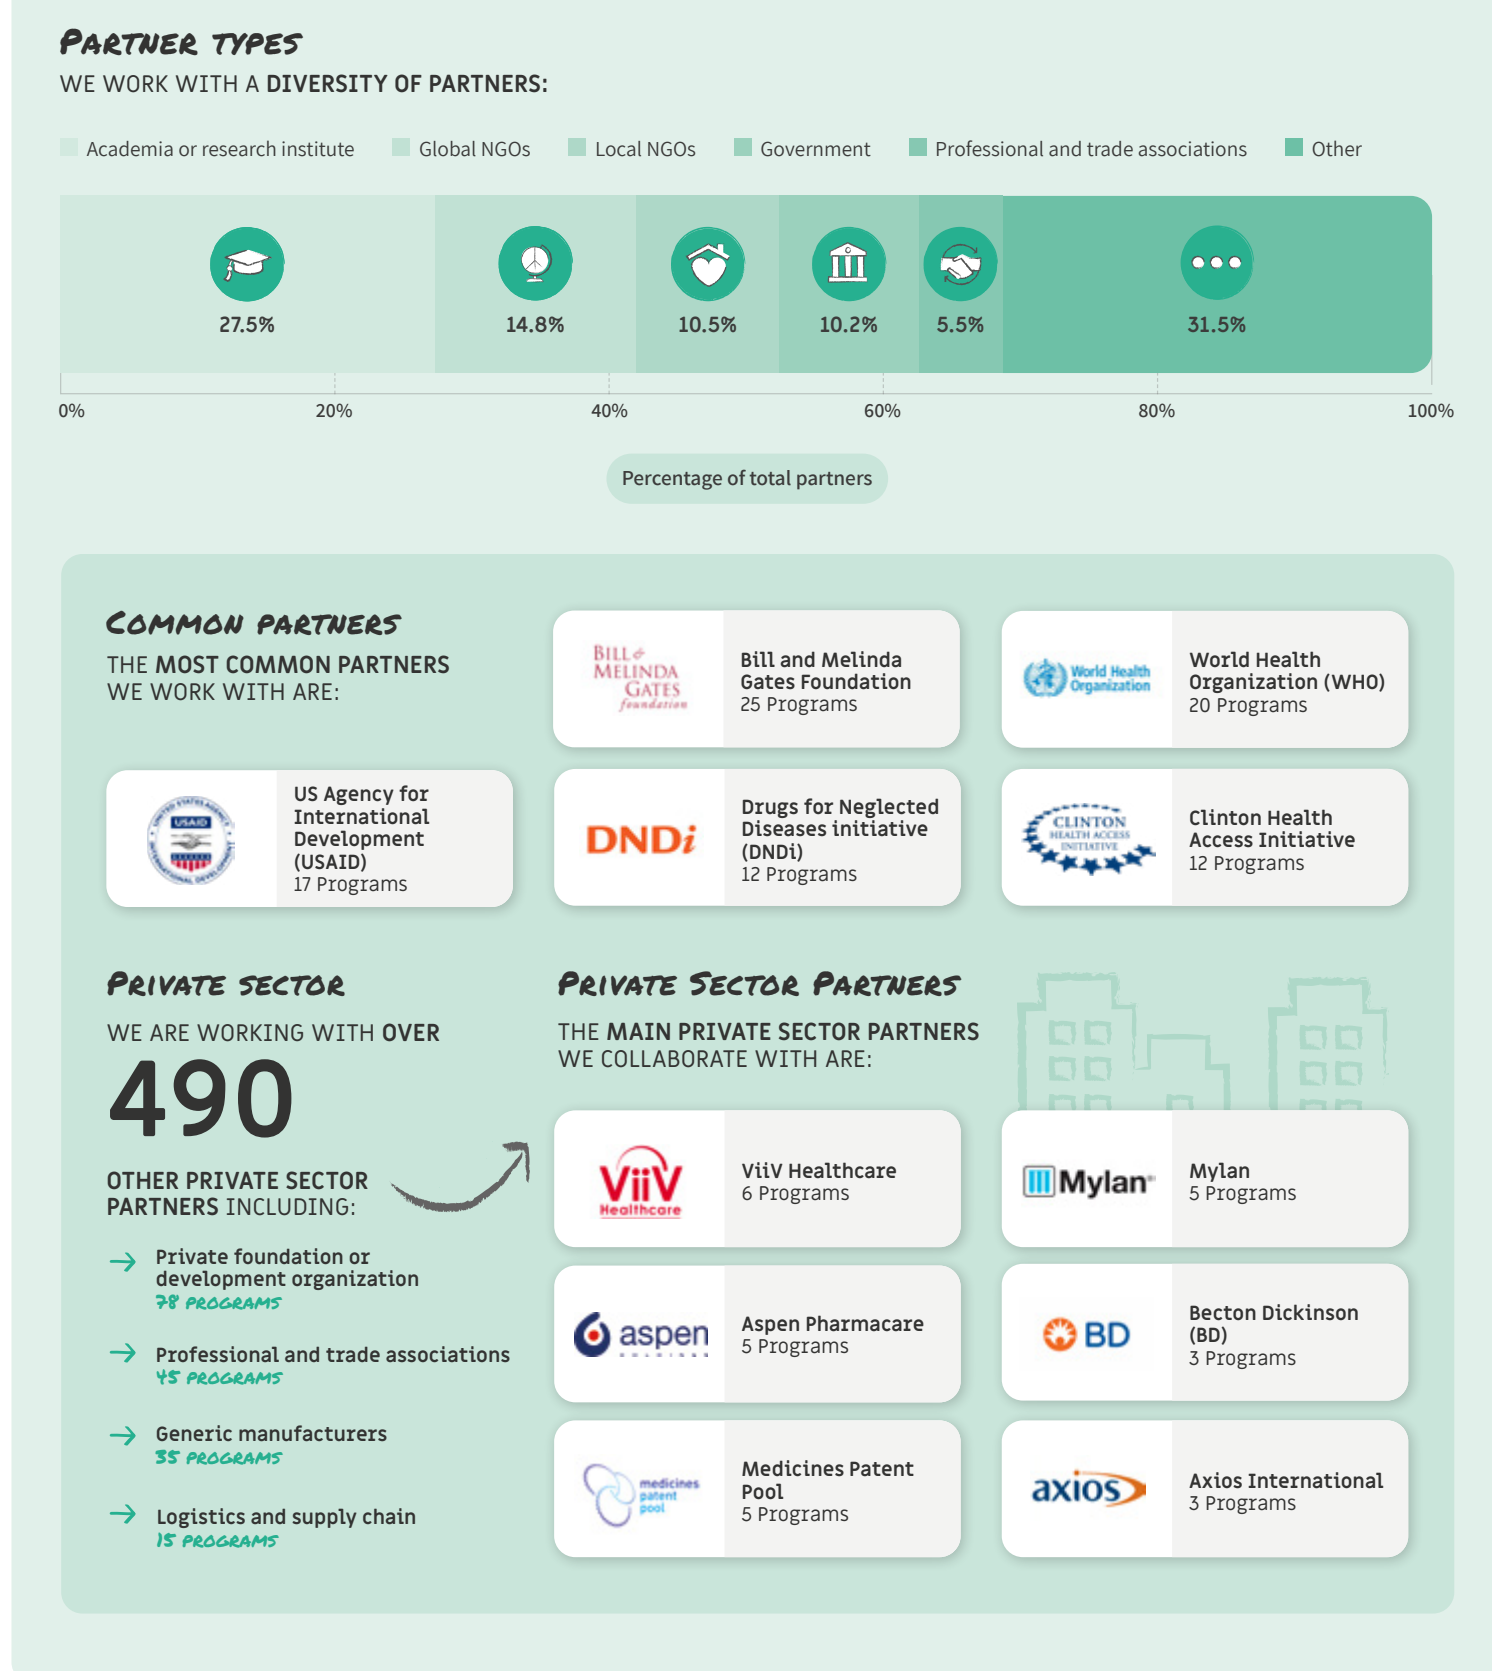 PARTNER TYPES
WE WORK WITH A DIVERSITY OF PARTNERS:
Academia or research institute
Global NGOs
Local NGOs
Government
Professional and trade associations
Other
27.5%
14.8%
10.5%
10.2%
5.5%
31.5%
0%
20%
40%
60%
80%
100%
Percentage of total partners
COMMON PARTNERS
THE MOST COMMON PARTNERS
WE WORK WITH ARE:
BILL &
MELINDA
GATES
foundation
Bill and Melinda
Gates Foundation
25 Programs
World Health
Organization
World Health
Organization (WHO)
20 Programs
UNITED STATES AGENCY
USAID
INTERNATIONAL DEVELOPMENT
US Agency for
International
Development
(USAID)
17 Programs
DNDi
Drugs for Neglected
Diseases initiative
(DNDi)
12 Programs
CLINTON
HEALTH ACCESS
INITIATIVE
Clinton Health
Access Initiative
12 Programs
PRIVATE SECTOR
WE ARE WORKING WITH OVER
490
OTHER PRIVATE SECTOR
PARTNERS INCLUDING:
Private foundation or
development organization
78 PROGRAMS
Professional and trade associations
45 PROGRAMS
Generic manufacturers
35 PROGRAMS
Logistics and supply chain
15 PROGRAMS
PRIVATE SECTOR PARTNERS
THE MAIN PRIVATE SECTOR PARTNERS
WE COLLABORATE WITH ARE:
ViiV
Healthcare
ViiV Healthcare
6 Programs
Mylan
Mylan
5 Programs
aspen
Aspen Pharmacare
5 Programs
BD
Becton Dickinson
(BD)
3 Programs
medicines
patent
pool
Medicines Patent
Pool
5 Programs
axios
Axios International
3 Programs